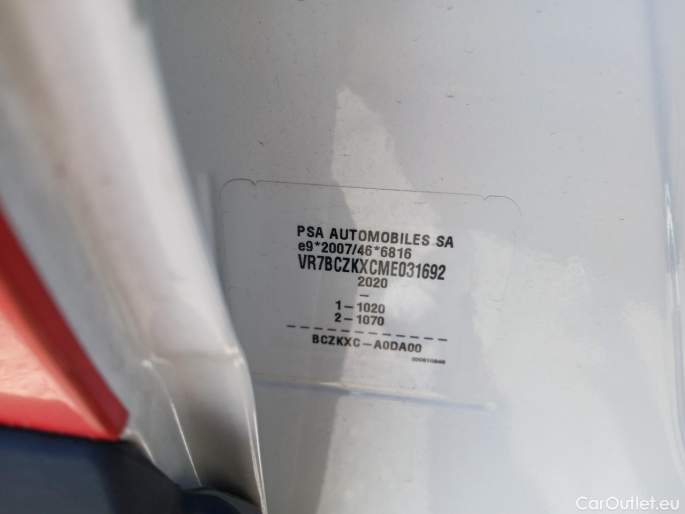 PSA AUTOMOBILES SA
e9*2007/46*6816
VR7BCZKXCME031692
2020
–
1–1020
2–1070
BCZKXC–A0DA00
CarOutlet.eu